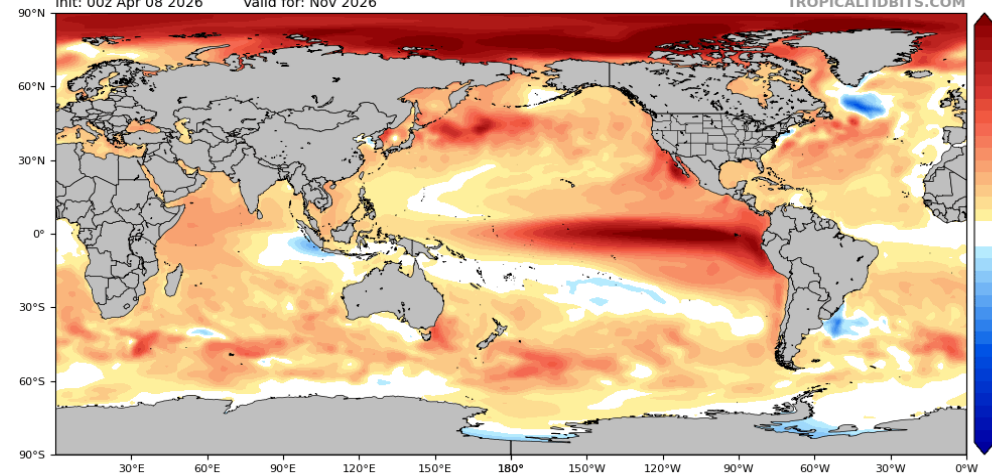 Init: 00z Apr 08 2026 Valid for: Nov 2026 TROPICALTIDBITS.COM
90°N
60°N
30°N
0°
30°S
60°S
90°S
30°E 60°E 90°E 120°E 150°E 180° 150°W 120°W 90°W 60°W 30°W 0°W